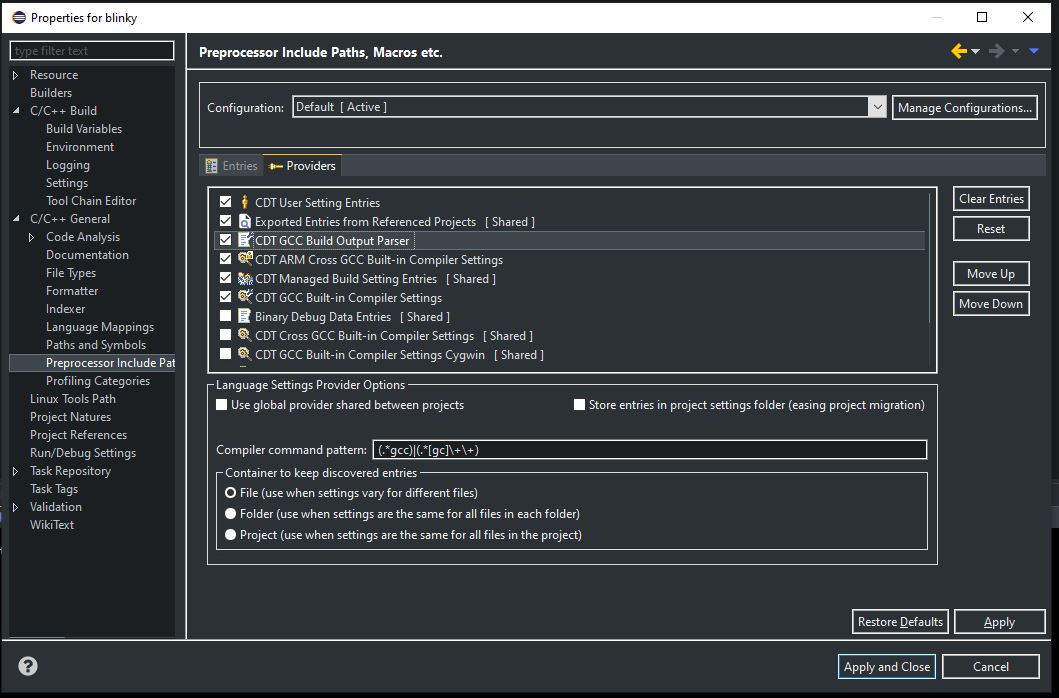 Properties for blinky
type filter text
Resource
Builders
C/C++ Build
Build Variables
Environment
Logging
Settings
Tool Chain Editor
C/C++ General
Code Analysis
Documentation
File Types
Formatter
Indexer
Language Mappings
Paths and Symbols
Preprocessor Include Pat
Profiling Categories
Linux Tools Path
Project Natures
Project References
Run/Debug Settings
Task Repository
Task Tags
Validation
WikiText
Preprocessor Include Paths, Macros etc.
Configuration: Default [ Active ] Manage Configurations...
Entries Providers
CDT User Setting Entries
Exported Entries from Referenced Projects [ Shared ]
CDT GCC Build Output Parser
CDT ARM Cross GCC Built-in Compiler Settings
CDT Managed Build Setting Entries [ Shared ]
CDT GCC Built-in Compiler Settings
Binary Debug Data Entries [ Shared ]
CDT Cross GCC Built-in Compiler Settings [ Shared ]
CDT GCC Built-in Compiler Settings Cygwin [ Shared ]
Clear Entries
Reset
Move Up
Move Down
Language Settings Provider Options
Use global provider shared between projects Store entries in project settings folder (easing project migration)
Compiler command pattern: (.*gcc)|(.*[gc]\+\+)
Container to keep discovered entries
File (use when settings vary for different files)
Folder (use when settings are the same for all files in each folder)
Project (use when settings are the same for all files in the project)
Restore Defaults Apply
? Apply and Close Cancel